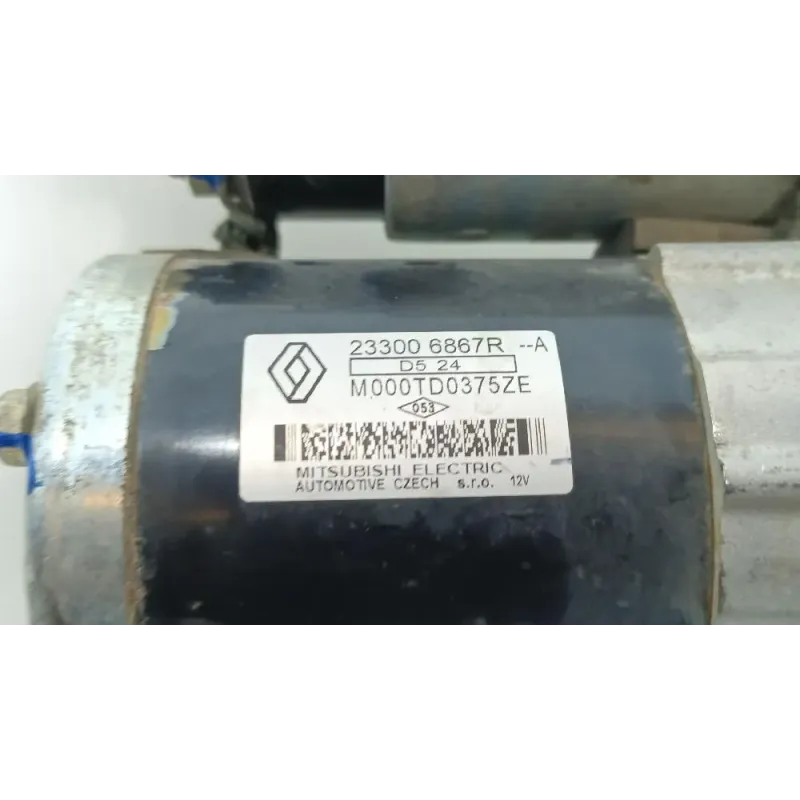 23300 6867R --A
D5 24
M000TD0375ZE
053
MITSUBISHI ELECTRIC
AUTOMOTIVE CZECH s.r.o. 12V